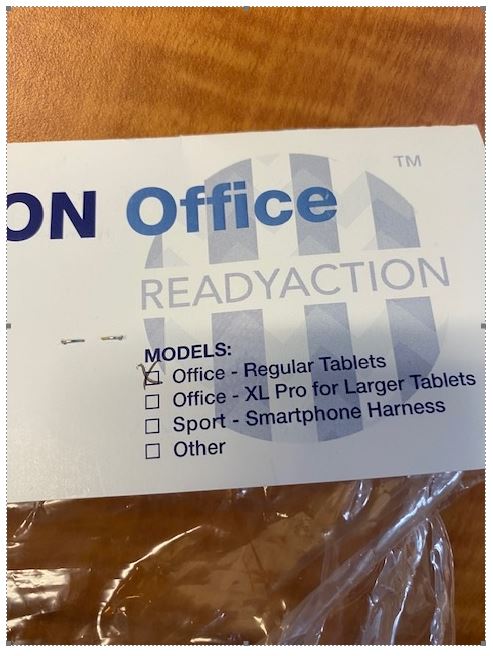 TM
ON Office
READYACTION
MODELS:
Office - Regular Tablets
Office - XL Pro for Larger Tablets
Sport - Smartphone Harness
Other